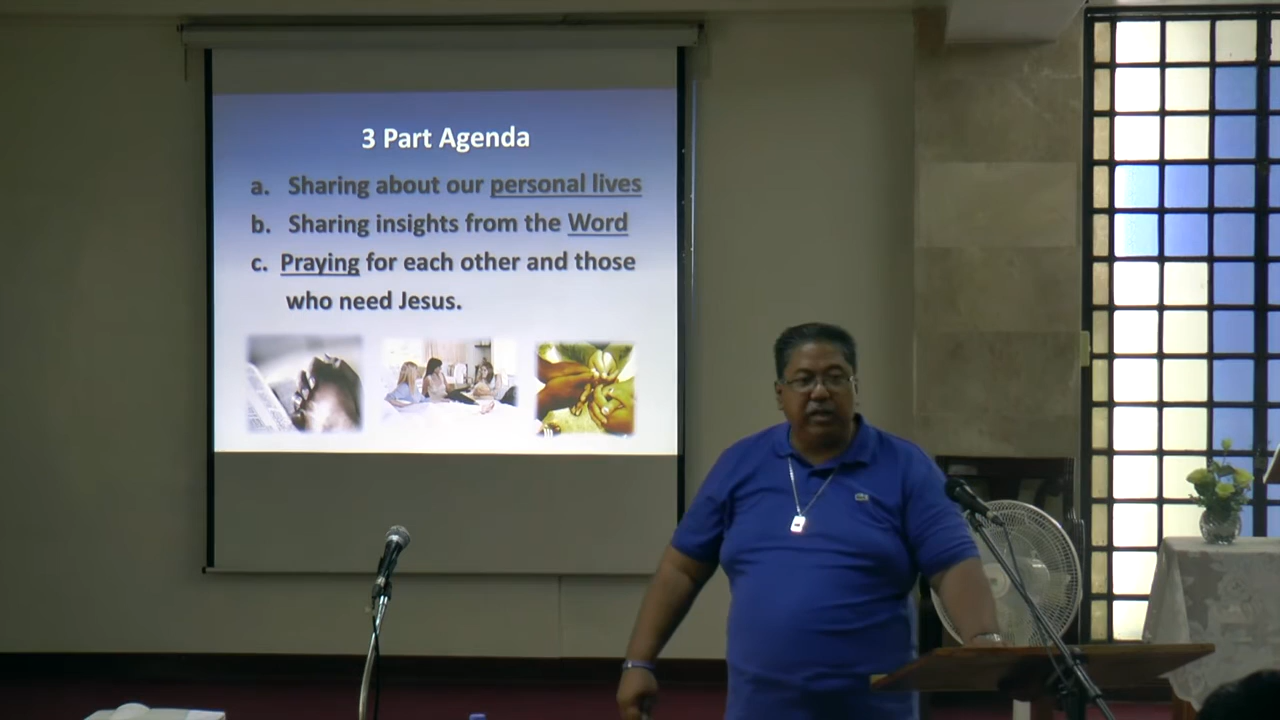 3 Part Agenda
a. Sharing about our personal lives
b. Sharing insights from the Word
c. Praying for each other and those
who need Jesus.